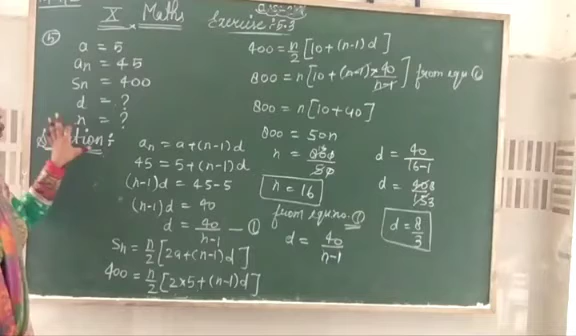 X Maths
Exercise : 5.3
⑤
a = 5
an = 45
Sn = 400
d = ?
n = ?
Solution :
an = a + (n-1)d
45 = 5 + (n-1)d
(n-1)d = 45-5
(n-1)d = 40
d = 40/n-1 — ①
Sn = n/2 [2a + (n-1)d]
400 = n/2 [2×5 + (n-1)d]
400 = n/2 [10 + (n-1)d]
800 = n [10 + (n-1) × 40/n-1] from equ ①
800 = n [10 + 40]
800 = 50n
n = 800/50
n = 16
from equ no. ①
d = 40/n-1
d = 40/16-1
d = 40 8/15 3
d = 8/3